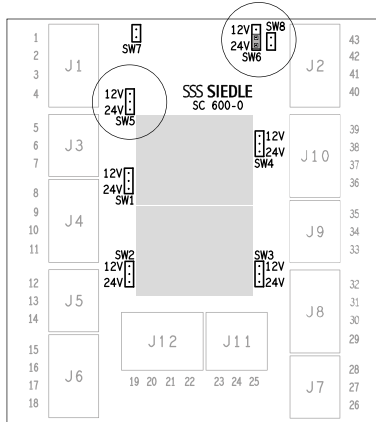 1
2
3
4
J1
SW7
12V
24V
SW6
SW8
J2
43
42
41
40
12V
24V
SW5
SSS SIEDLE
SC 600-0
5
6
7
J3
12V
24V
SW4
J10
39
38
37
36
12V
24V
SW1
8
9
10
11
J4
J9
35
34
33
SW2
12V
24V
SW3
12V
24V
12
13
14
J5
J8
32
31
30
29
15
16
17
18
J6
J12
19 20 21 22
J11
23 24 25
J7
28
27
26